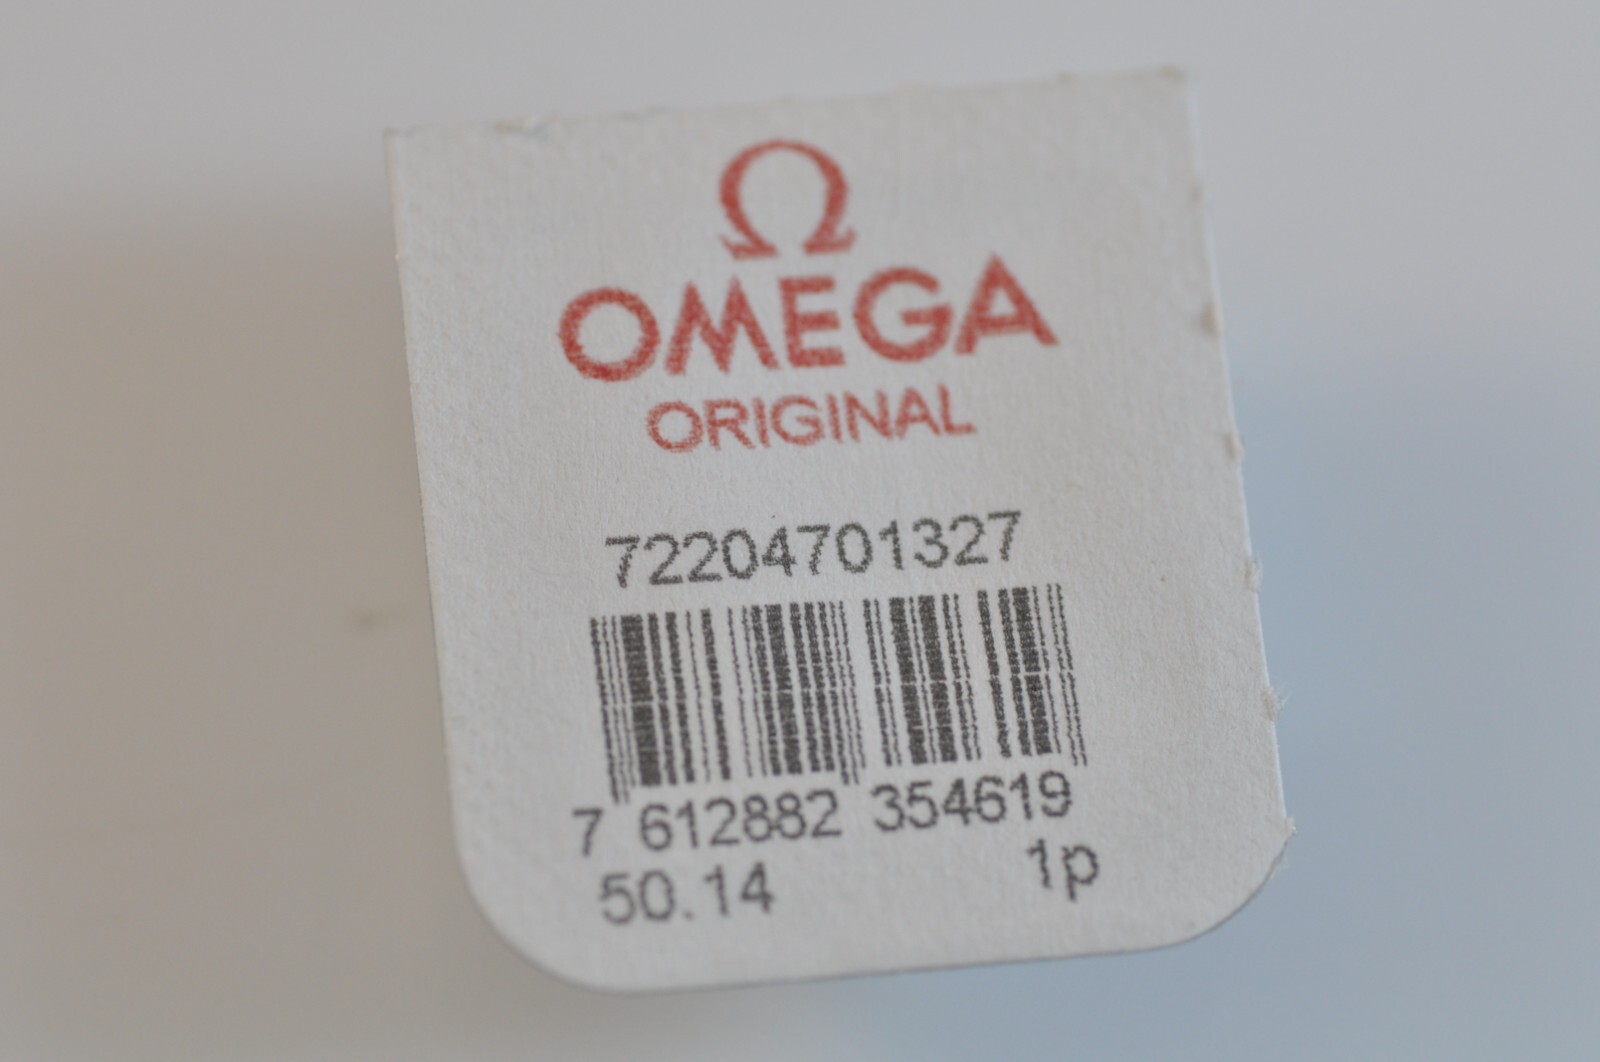 Ω
OMEGA
ORIGINAL
72204701327
7 612882 354619
50.14 1p